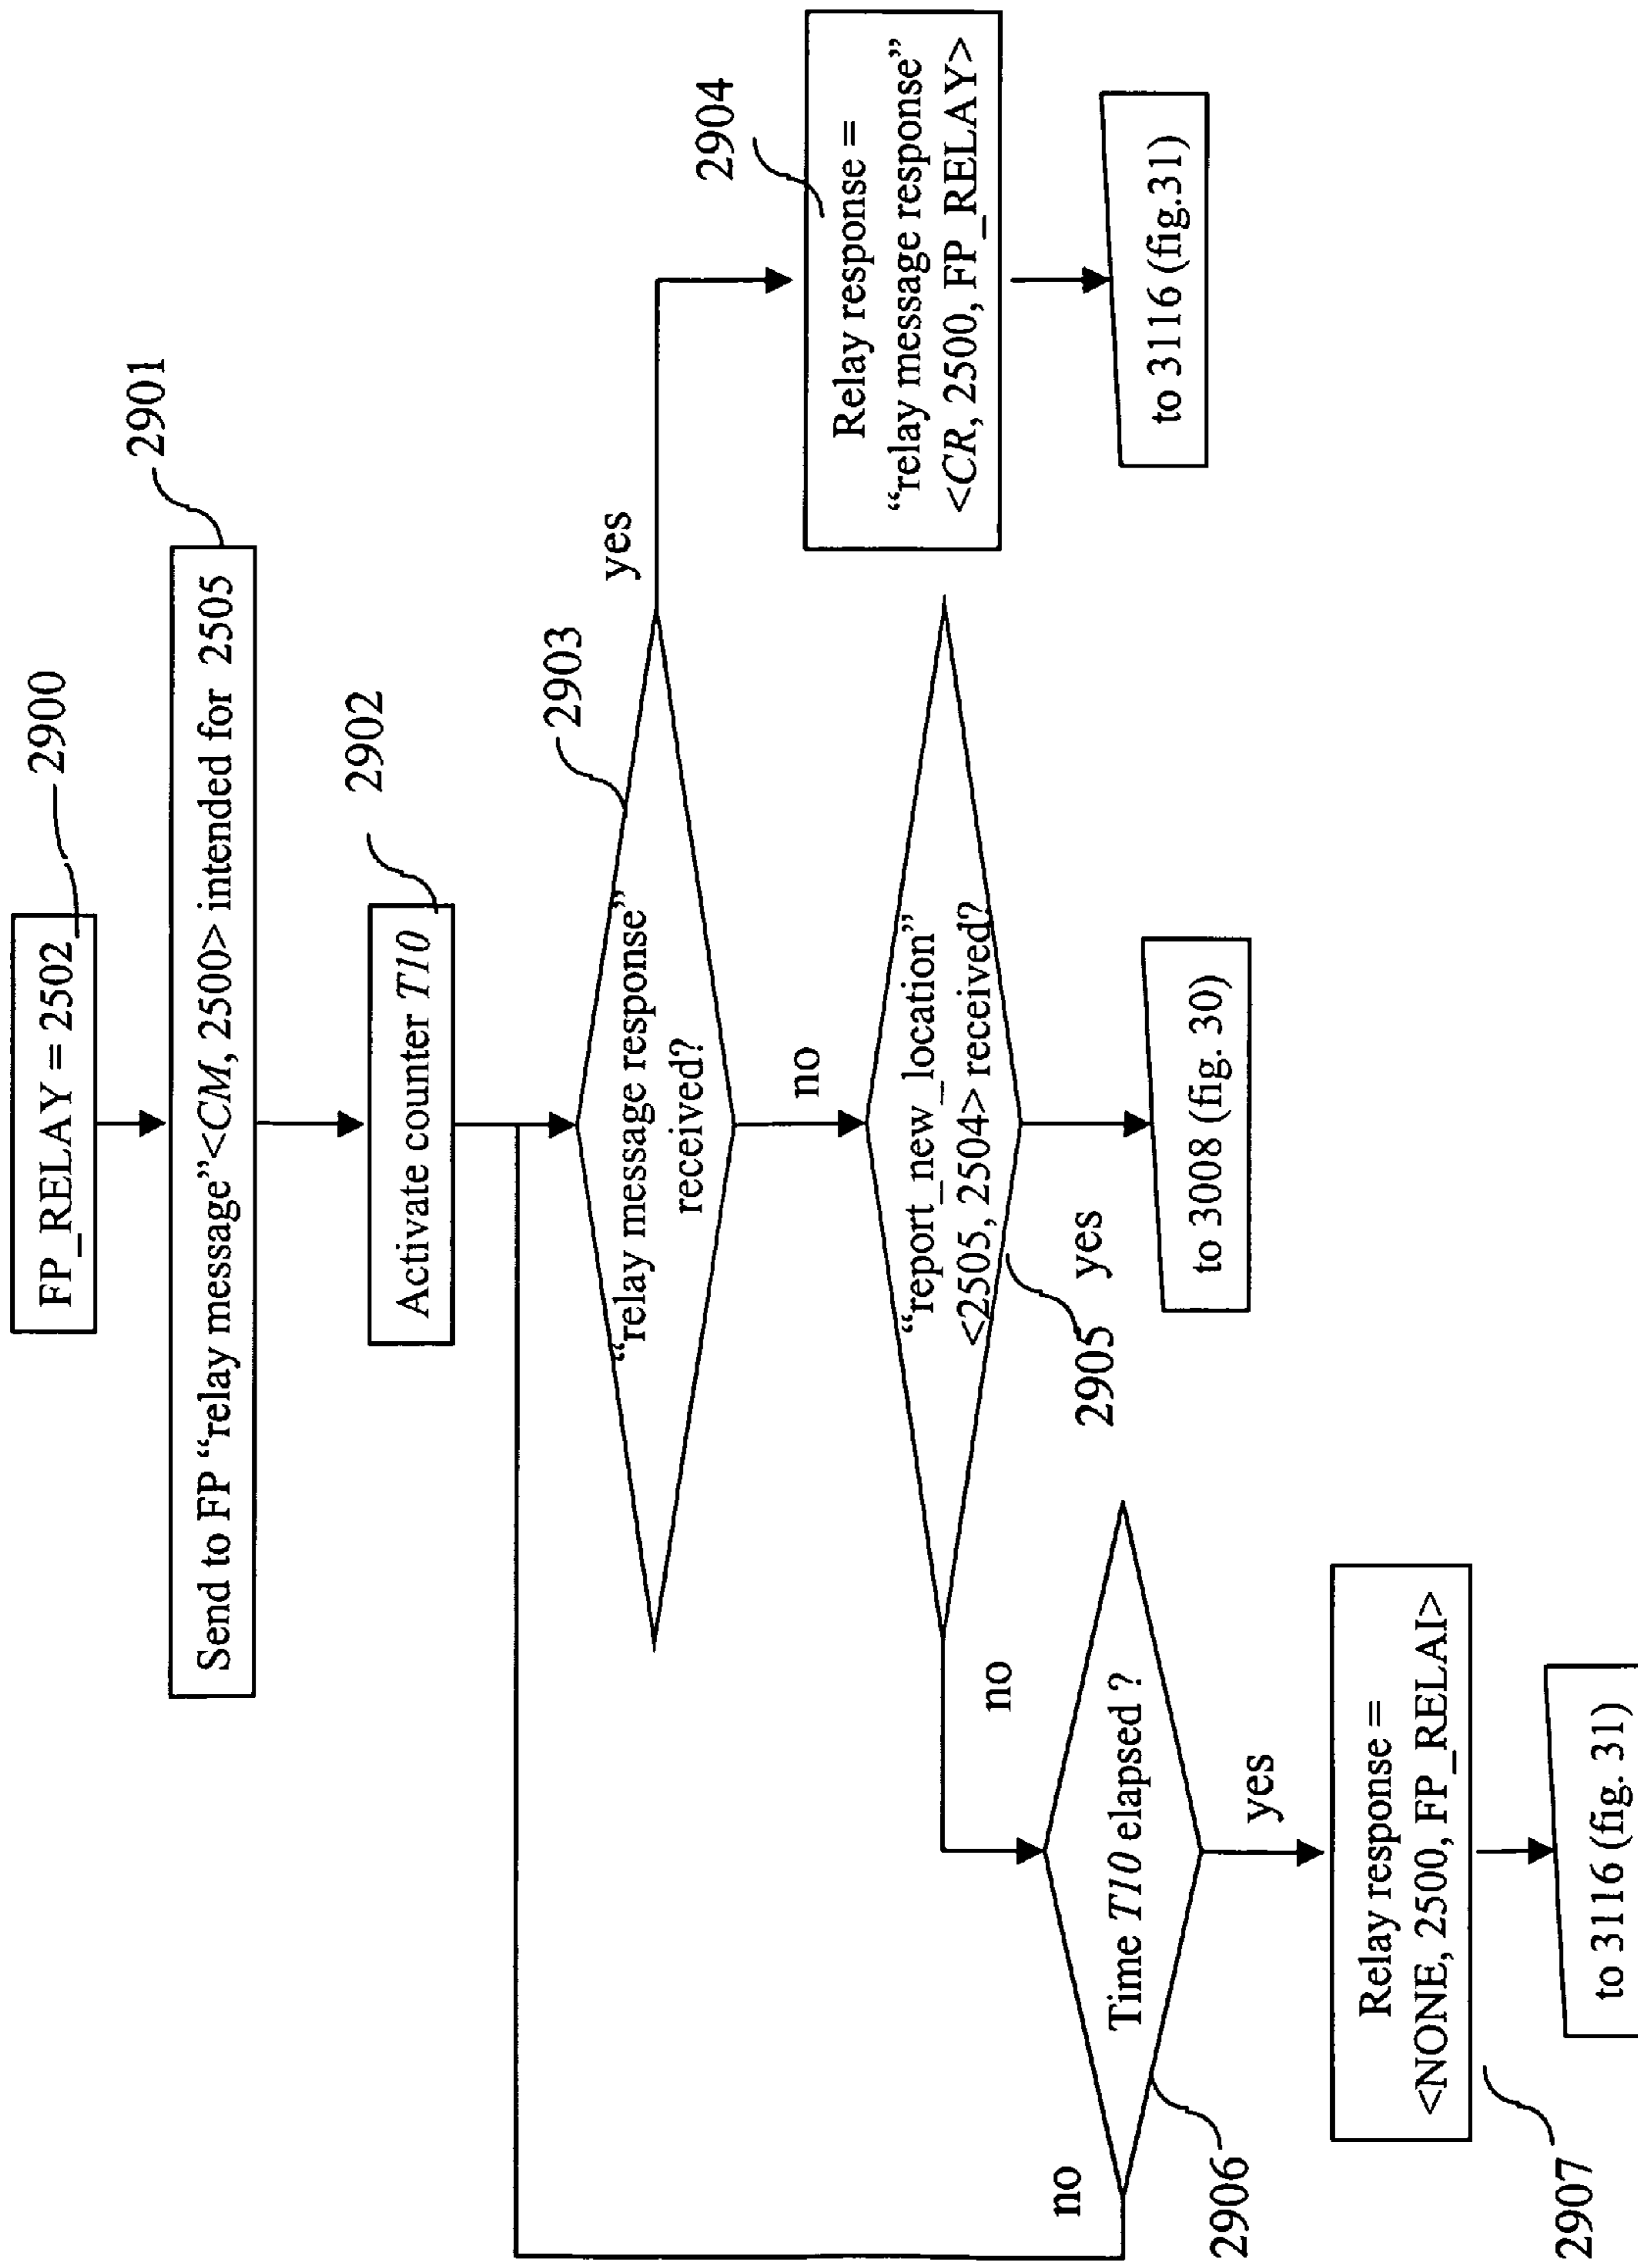 FP_RELAY = 2502
2900
Send to FP “relay message”<CM, 2500> intended for 2505
2901
Activate counter T10
2902
“relay message response”
received?
2903
yes
Relay response =
“relay message response”
<CR, 2500, FP_RELAY>
2904
to 3116 (fig.31)
no
“report_new_location”
<2505, 2504> received?
2905
yes
to 3008 (fig. 30)
no
Time T10 elapsed ?
2906
no
yes
Relay response =
<NONE, 2500, FP_RELAI>
2907
to 3116 (fig. 31)